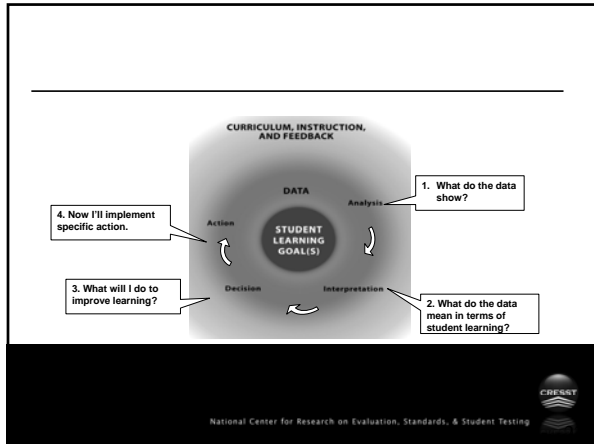 CURRICULUM, INSTRUCTION,
AND FEEDBACK
DATA
Analysis
1. What do the data
show?
4. Now I'll implement
specific action.
Action
STUDENT
LEARNING
GOAL(S)
3. What will I do to
improve learning?
Decision
Interpretation
2. What do the data
mean in terms of
student learning?
CRESST
National Center for Research on Evaluation, Standards, & Student Testing